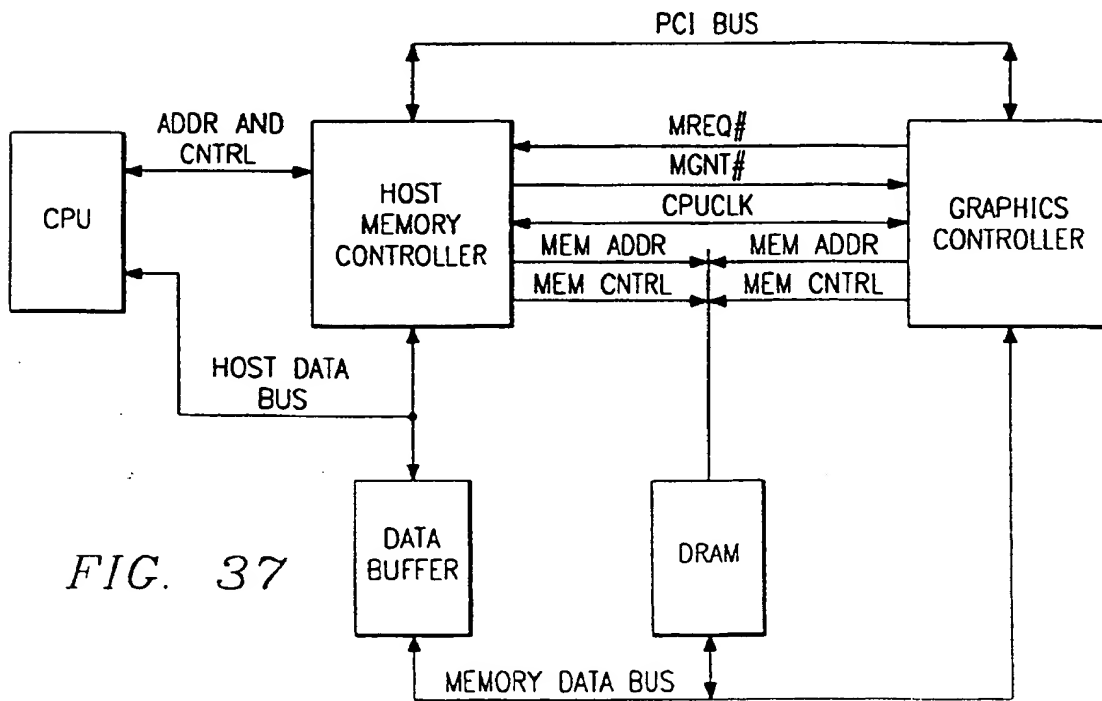 PCI BUS
ADDR AND
CNTRL
CPU
HOST
MEMORY
CONTROLLER
MREQ#
MGNT#
CPUCLK
MEM ADDR
MEM ADDR
MEM CNTRL
MEM CNTRL
GRAPHICS
CONTROLLER
HOST DATA
BUS
DATA
BUFFER
DRAM
FIG. 37
MEMORY DATA BUS